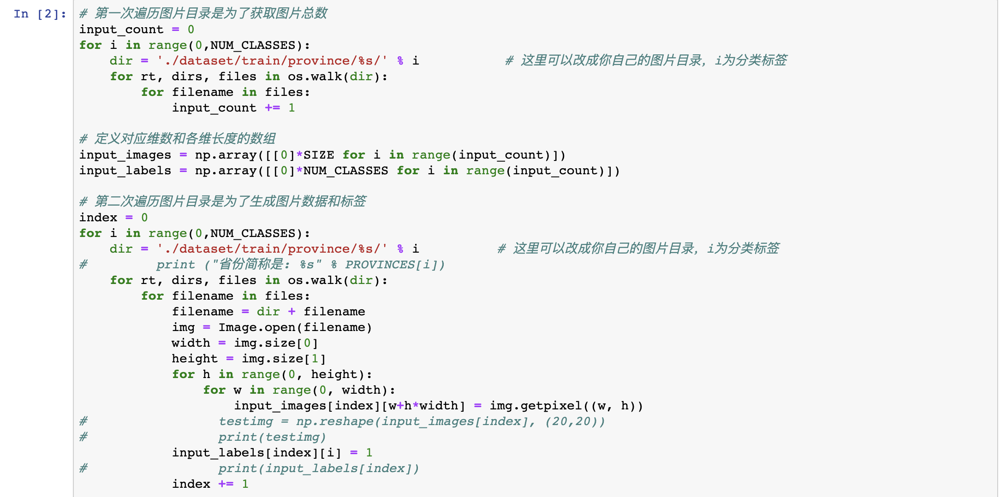 In [2]: # 第一次遍历图片目录是为了获取图片总数
input_count = 0
for i in range(0,NUM_CLASSES):
    dir = './dataset/train/province/%s/' % i           # 这里可以改成你自己的图片目录，i为分类标签
    for rt, dirs, files in os.walk(dir):
        for filename in files:
            input_count += 1

# 定义对应维数和各维长度的数组
input_images = np.array([[0]*SIZE for i in range(input_count)])
input_labels = np.array([[0]*NUM_CLASSES for i in range(input_count)])

# 第二次遍历图片目录是为了生成图片数据和标签
index = 0
for i in range(0,NUM_CLASSES):
    dir = './dataset/train/province/%s/' % i          # 这里可以改成你自己的图片目录，i为分类标签
#         print ("省份简称是: %s" % PROVINCES[i])
    for rt, dirs, files in os.walk(dir):
        for filename in files:
            filename = dir + filename
            img = Image.open(filename)
            width = img.size[0]
            height = img.size[1]
            for h in range(0, height):
                for w in range(0, width):
                    input_images[index][w+h*width] = img.getpixel((w, h))
#                 testimg = np.reshape(input_images[index], (20,20))
#                 print(testimg)
            input_labels[index][i] = 1
#                 print(input_labels[index])
            index += 1